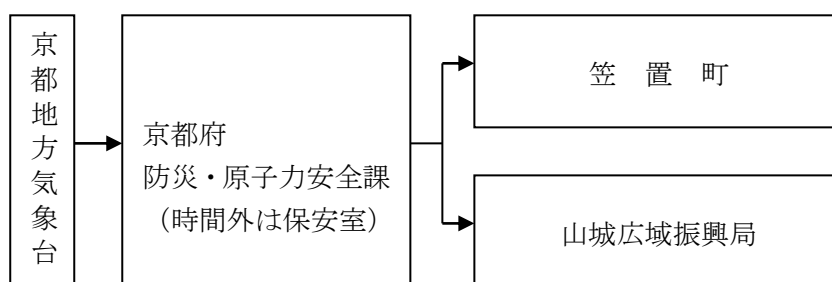 京都地方気象台
京都府
防災・原子力安全課
（時間外は保安室）
笠　置　町
山城広域振興局